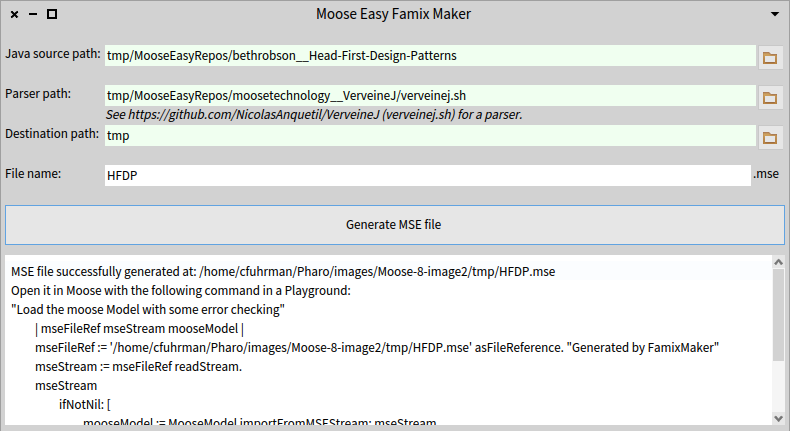 Moose Easy Famix Maker
Java source path: tmp/MooseEasyRepos/bethrobson__Head-First-Design-Patterns
Parser path: tmp/MooseEasyRepos/moosetechnology__VerveineJ/verveinej.sh
See https://github.com/NicolasAnquetil/VerveineJ (verveinej.sh) for a parser.
Destination path: tmp
File name: HFDP .mse
Generate MSE file
MSE file successfully generated at: /home/cfuhrman/Pharo/images/Moose-8-image2/tmp/HFDP.mse
Open it in Moose with the following command in a Playground:
"Load the moose Model with some error checking"
| mseFileRef mseStream mooseModel |
mseFileRef := '/home/cfuhrman/Pharo/images/Moose-8-image2/tmp/HFDP.mse' asFileReference. "Generated by FamixMaker"
mseStream := mseFileRef readStream.
mseStream
ifNotNil: [
mooseModel := MooseModel importFromMSEStream: mseStream